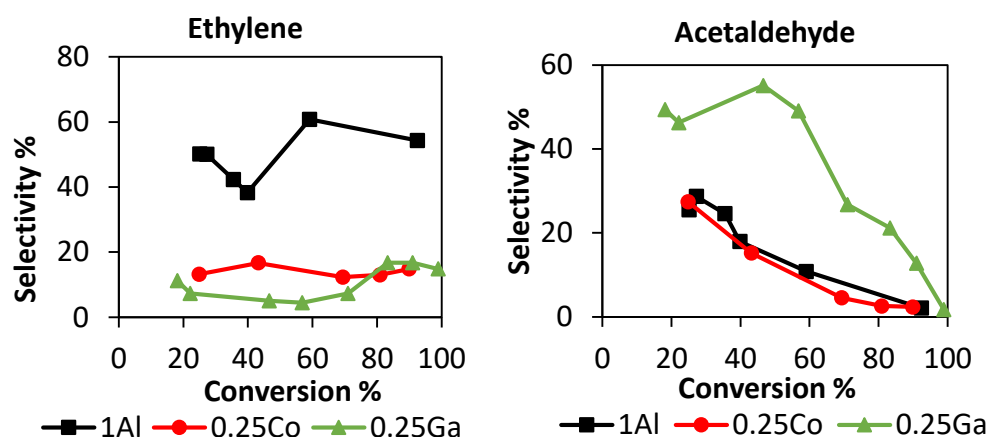 Ethylene
80
60
40
20
0
Selectivity %
0 20 40 60 80 100
Conversion %
1Al 0.25Co 0.25Ga
Acetaldehyde
60
40
20
0
Selectivity %
0 20 40 60 80 100
Conversion %
1Al 0.25Co 0.25Ga